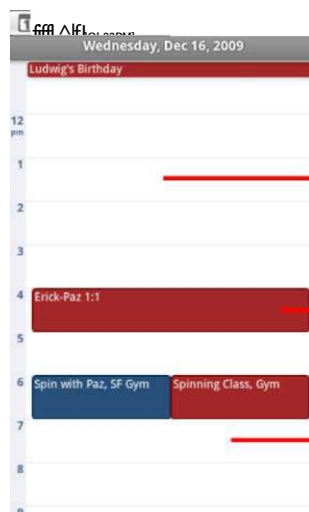 Wednesday, Dec 16, 2009
Ludwig's Birthday
12
pm
1
2
3
4 Erick-Paz 1:1
5
6 Spin with Paz, SF Gym Spinning Class, Gym
7
8
9